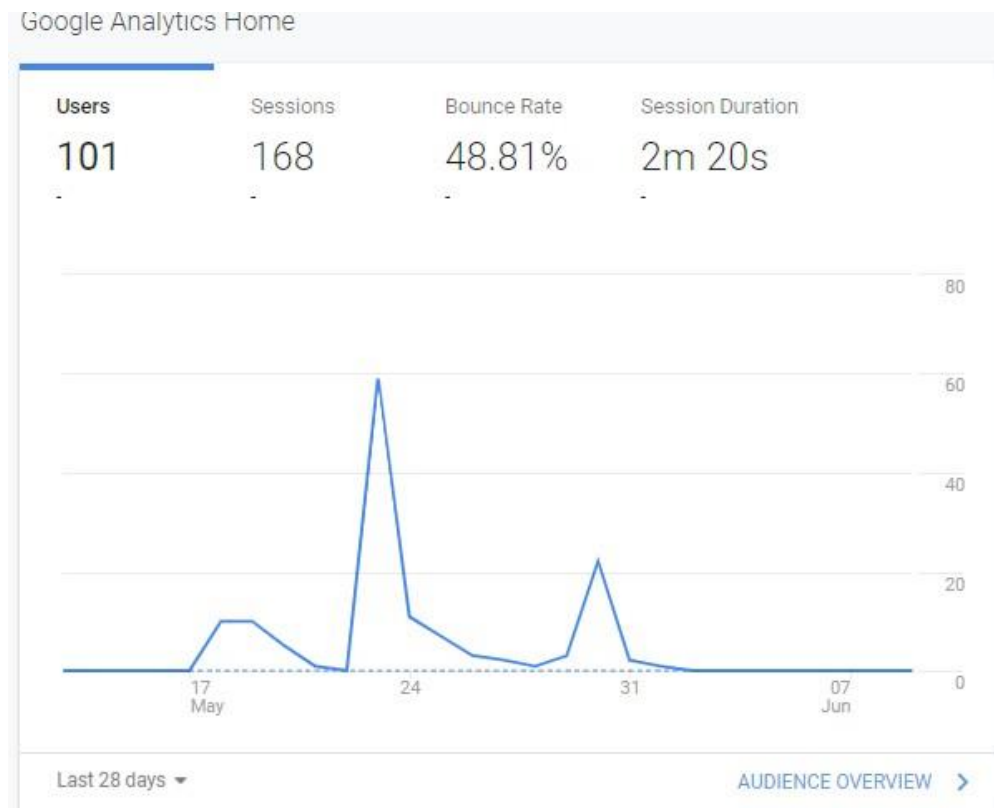 Google Analytics Home
Users Sessions Bounce Rate Session Duration
101 168 48.81% 2m 20s
- - - -
80
60
40
20
0
17 24 31 07
May Jun
Last 28 days AUDIENCE OVERVIEW